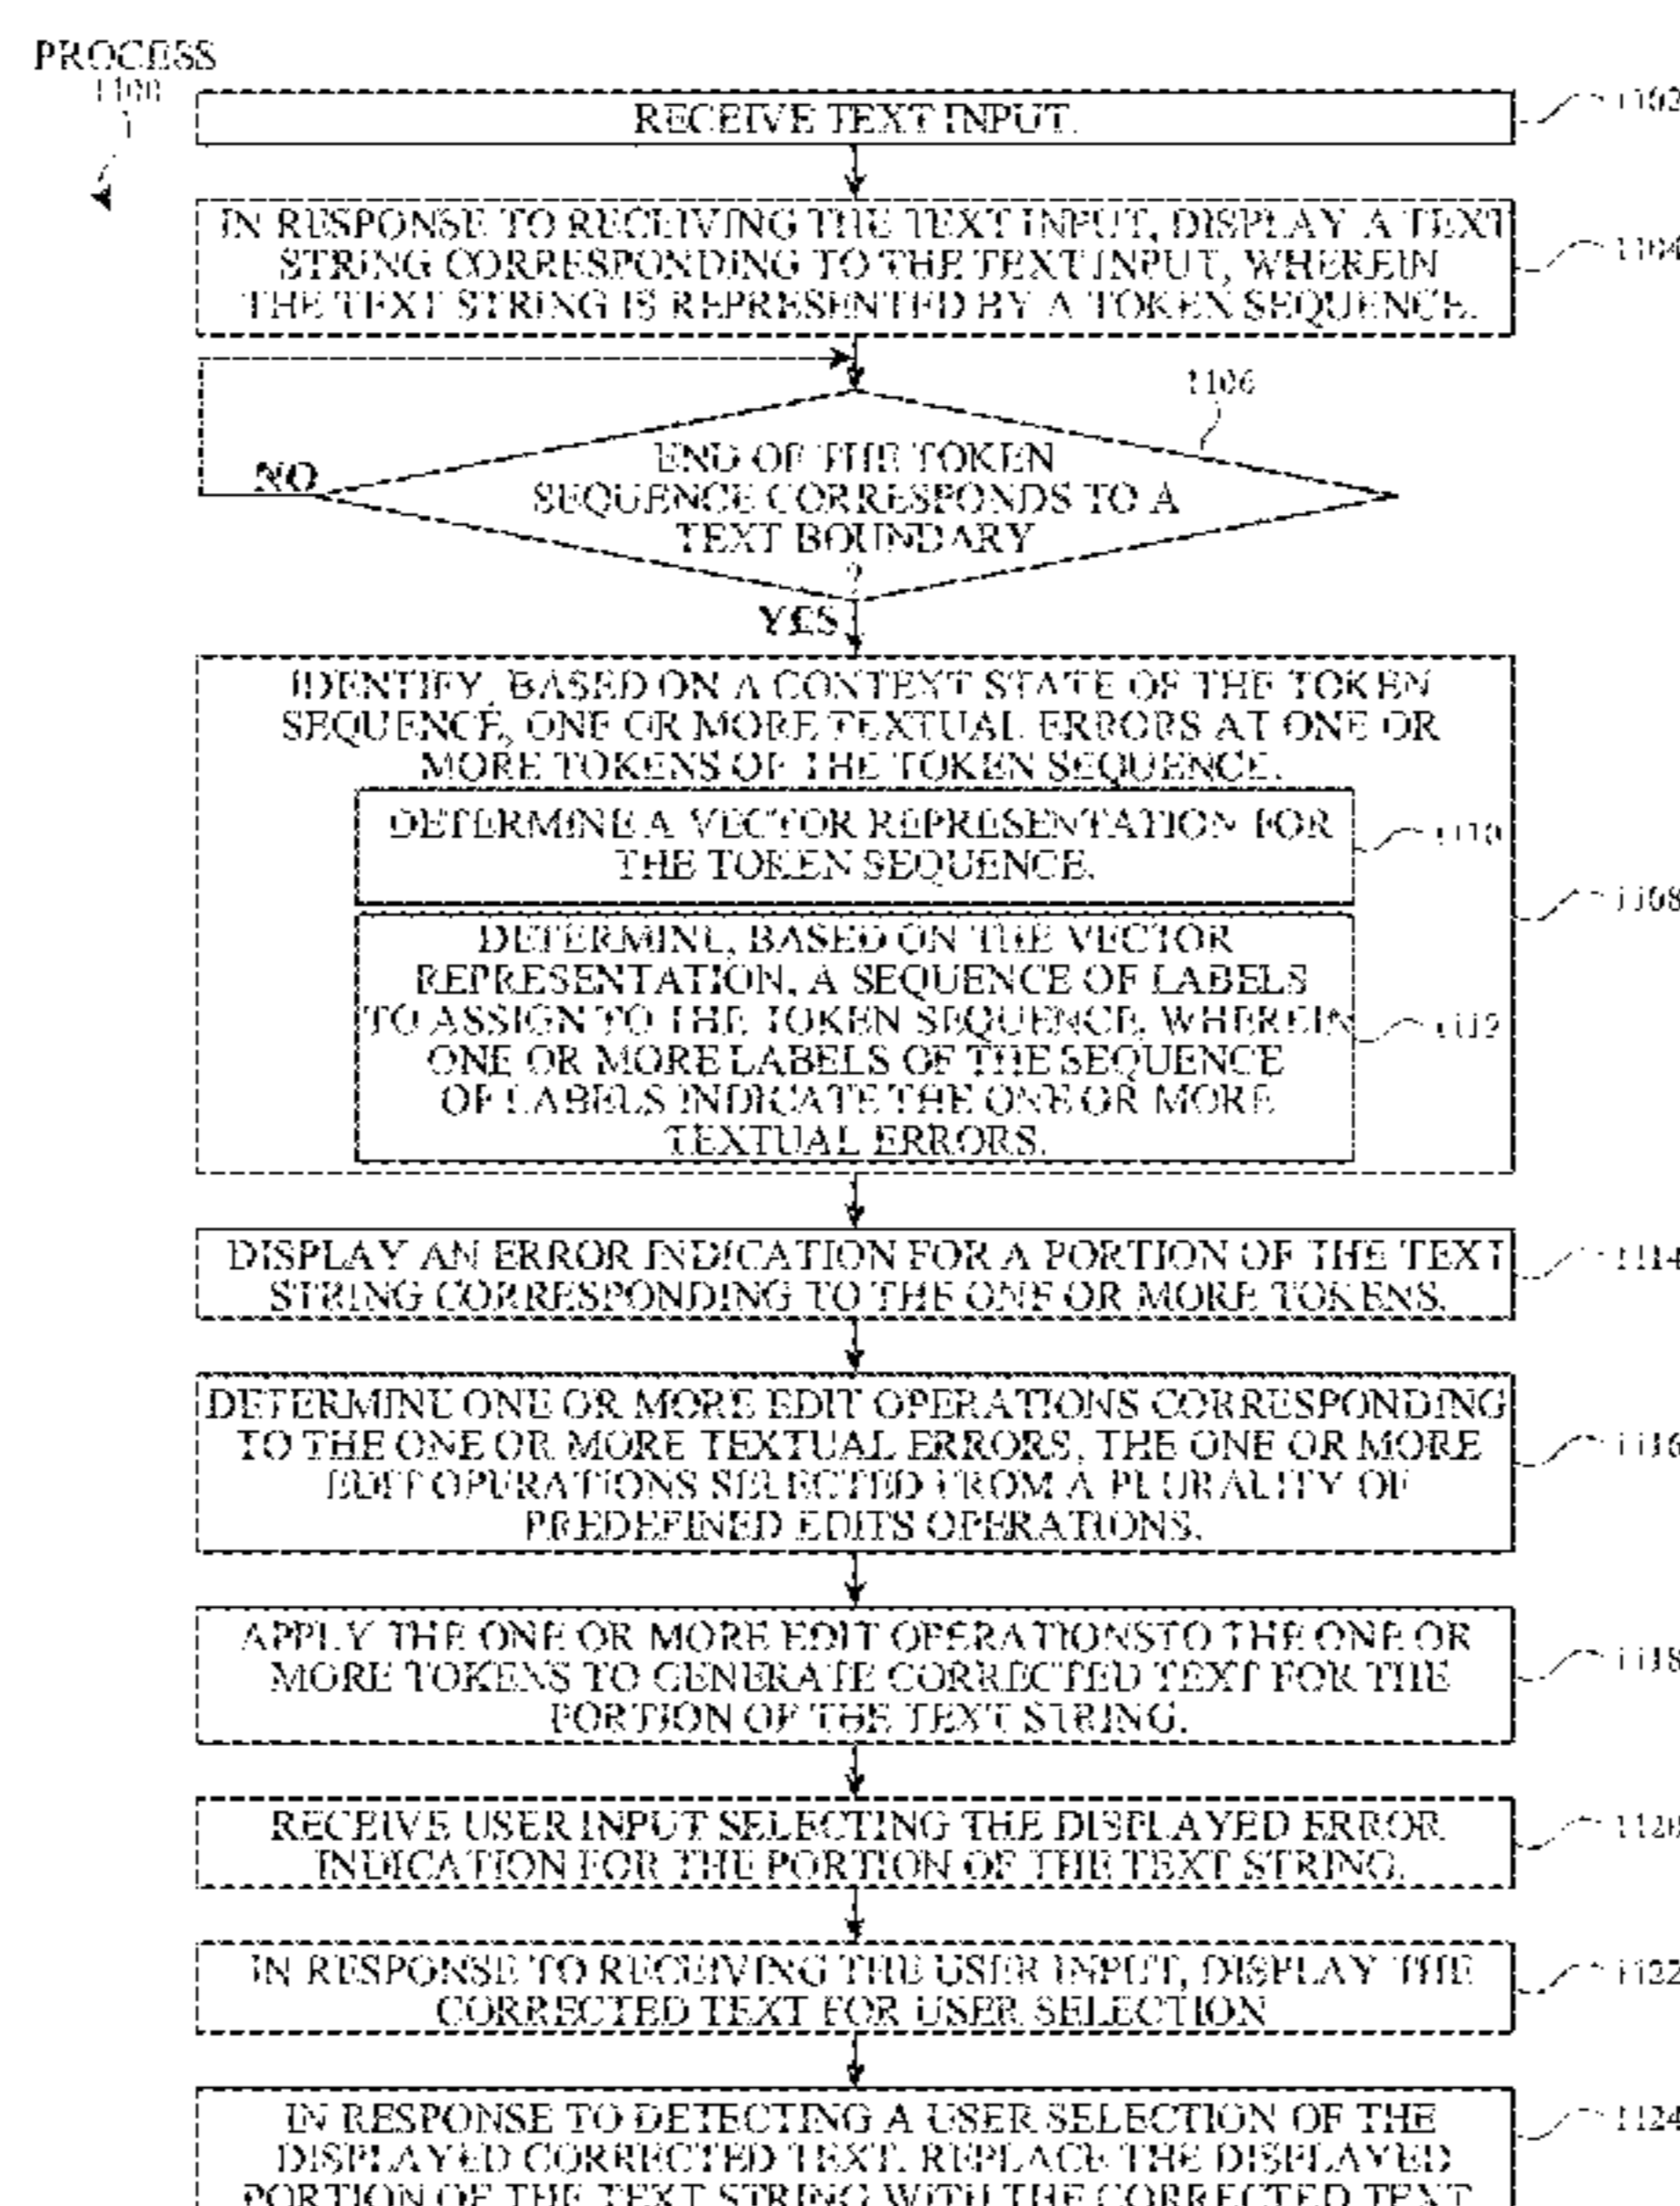 PROCESS
1100
RECEIVE TEXT INPUT.
1102
IN RESPONSE TO RECEIVING THE TEXT INPUT, DISPLAY A TEXT
STRING CORRESPONDING TO THE TEXT INPUT, WHEREIN
THE TEXT STRING IS REPRESENTED BY A TOKEN SEQUENCE.
1104
1106
END OF THE TOKEN
SEQUENCE CORRESPONDS TO A
TEXT BOUNDARY
?
NO
YES
IDENTIFY, BASED ON A CONTEXT STATE OF THE TOKEN
SEQUENCE, ONE OR MORE TEXTUAL ERRORS AT ONE OR
MORE TOKENS OF THE TOKEN SEQUENCE.
1108
DETERMINE A VECTOR REPRESENTATION FOR
THE TOKEN SEQUENCE.
1110
DETERMINE, BASED ON THE VECTOR
REPRESENTATION, A SEQUENCE OF LABELS
TO ASSIGN TO THE TOKEN SEQUENCE, WHEREIN
ONE OR MORE LABELS OF THE SEQUENCE
OF LABELS INDICATE THE ONE OR MORE
TEXTUAL ERRORS.
1112
DISPLAY AN ERROR INDICATION FOR A PORTION OF THE TEXT
STRING CORRESPONDING TO THE ONE OR MORE TOKENS.
1114
DETERMINE ONE OR MORE EDIT OPERATIONS CORRESPONDING
TO THE ONE OR MORE TEXTUAL ERRORS, THE ONE OR MORE
EDIT OPERATIONS SELECTED FROM A PLURALITY OF
PREDEFINED EDITS OPERATIONS.
1116
APPLY THE ONE OR MORE EDIT OPERATIONSTO THE ONE OR
MORE TOKENS TO GENERATE CORRECTED TEXT FOR THE
PORTION OF THE TEXT STRING.
1118
RECEIVE USER INPUT SELECTING THE DISPLAYED ERROR
INDICATION FOR THE PORTION OF THE TEXT STRING.
1120
IN RESPONSE TO RECEIVING THE USER INPUT, DISPLAY THE
CORRECTED TEXT FOR USER SELECTION
1122
IN RESPONSE TO DETECTING A USER SELECTION OF THE
DISPLAYED CORRECTED TEXT, REPLACE THE DISPLAYED
PORTION OF THE TEXT STRING WITH THE CORRECTED TEXT
1124